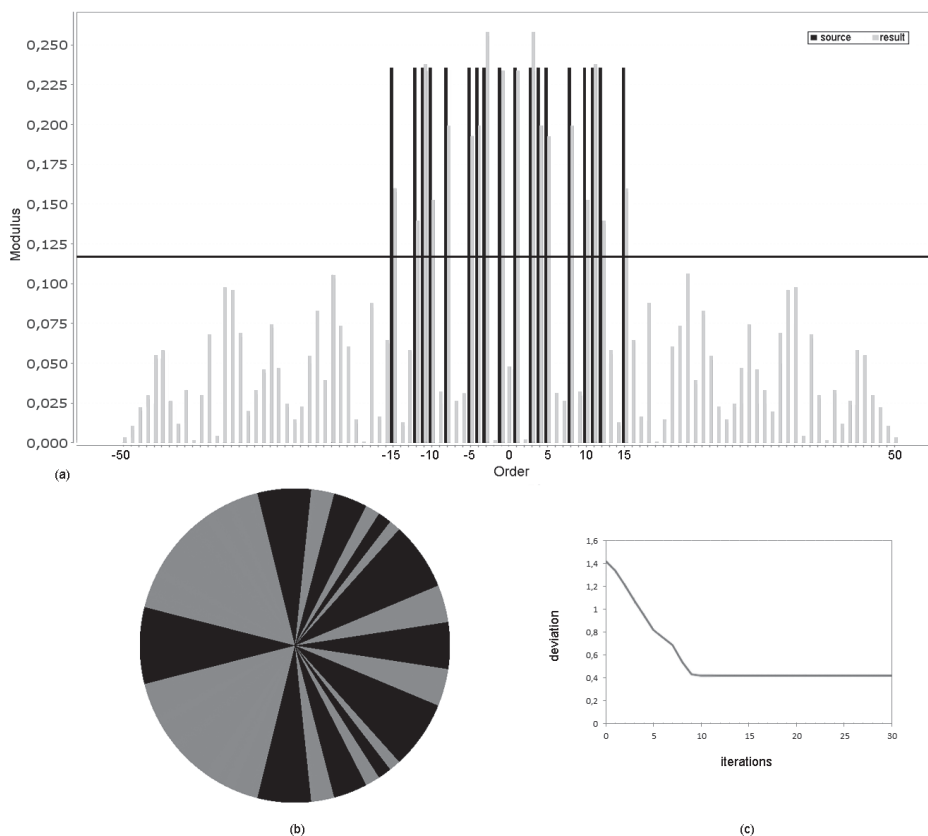 source result
0,250
0,225
0,200
0,175
0,150
0,125
0,100
0,075
0,050
0,025
0,000
Modulus
-50 -15 -10 -5 0 5 10 15 50
Order
(a)
(b)
1,6
1,4
1,2
1
0,8
0,6
0,4
0,2
0
deviation
0 5 10 15 20 25 30
iterations
(c)